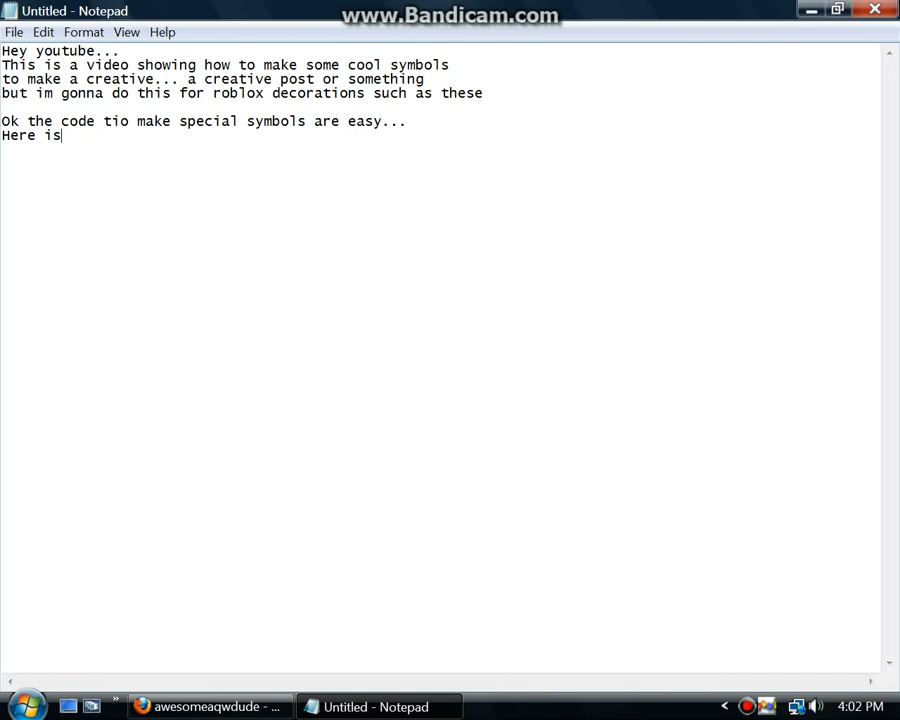 Untitled - Notepad
www.Bandicam.com
File Edit Format View Help
Hey youtube...
This is a video showing how to make some cool symbols
to make a creative... a creative post or something
but im gonna do this for roblox decorations such as these
Ok the code tio make special symbols are easy...
Here is
awesomeaqwdude - ...
Untitled - Notepad
4:02 PM